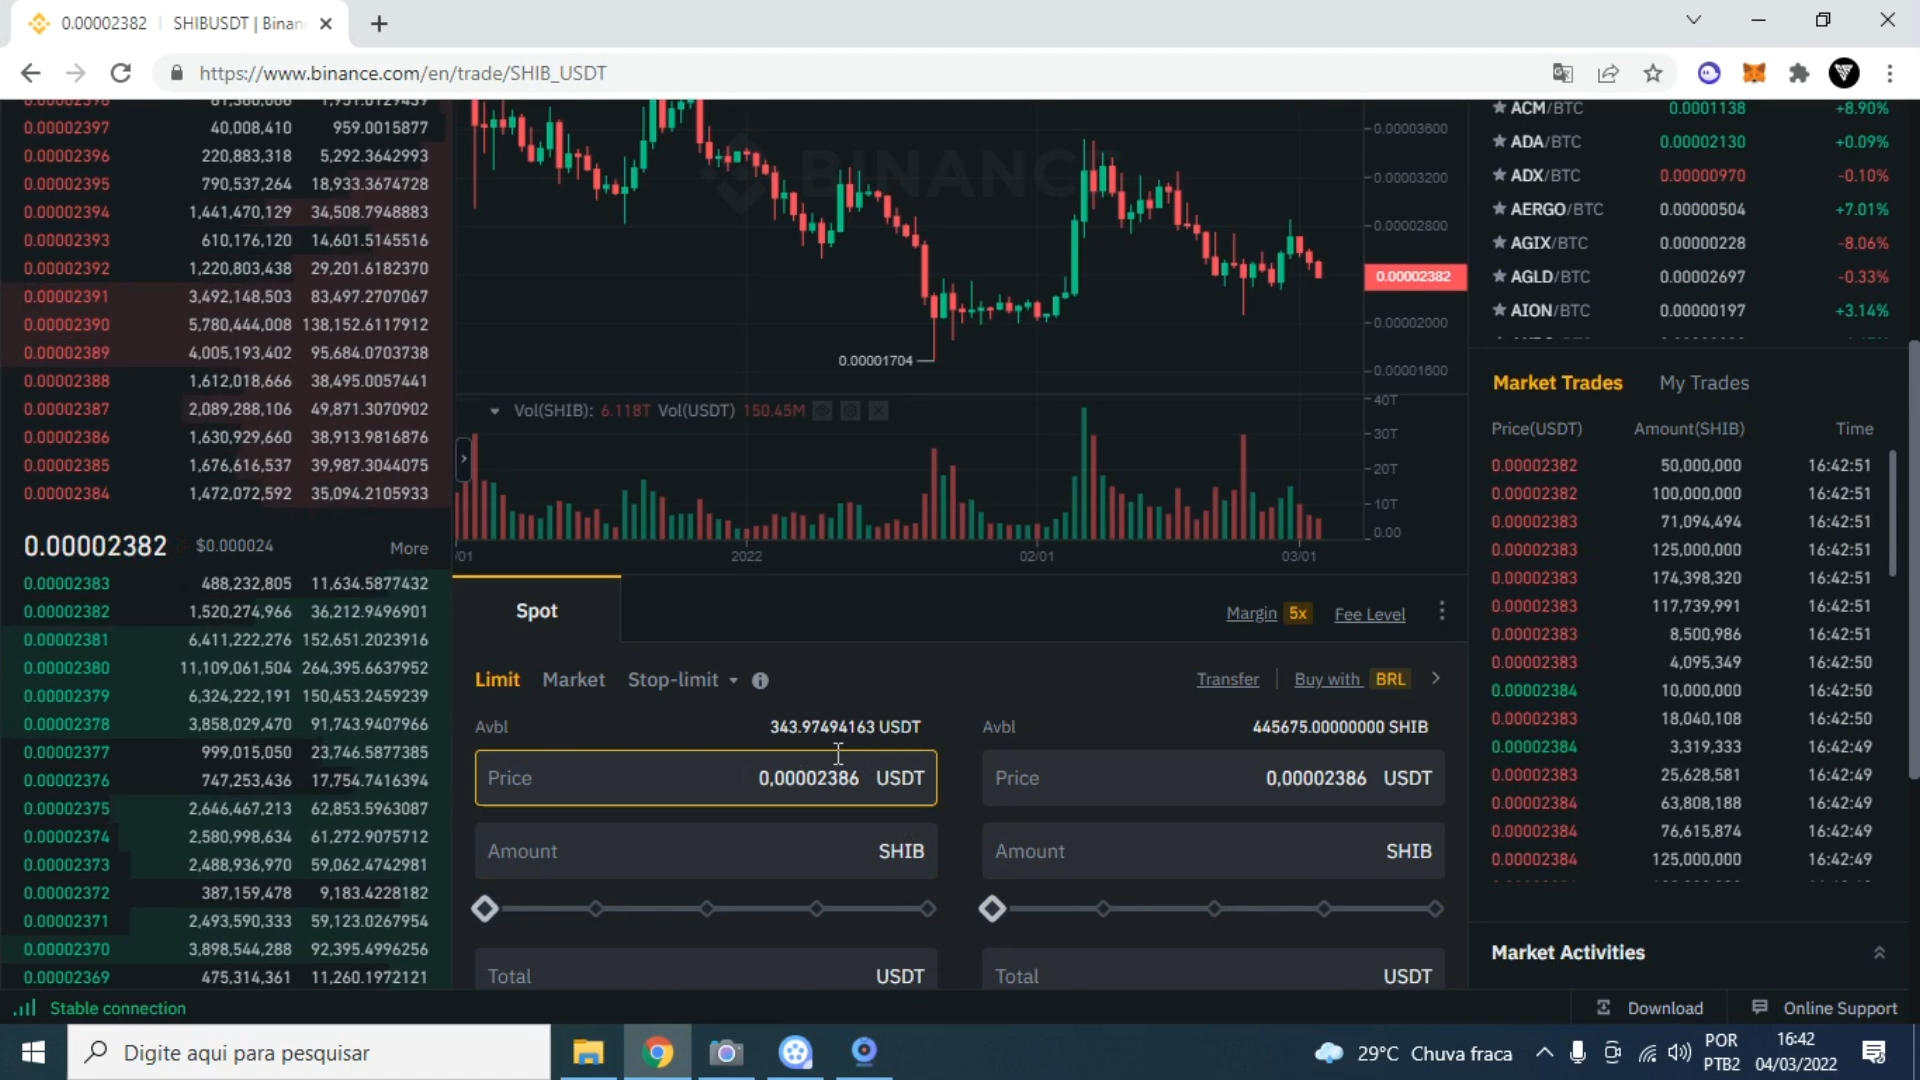 0.00002382 | SHIBUSDT | Binan
https://www.binance.com/en/trade/SHIB_USDT
0.00002396 61,360,666 1,951.0129439
0.00002397 40,008,410 959.0015877
0.00002396 220,883,318 5,292.3642993
0.00002395 790,537,264 18,933.3674728
0.00002394 1,441,470,129 34,508.7948883
0.00002393 610,176,120 14,601.5145516
0.00002392 1,220,803,438 29,201.6182370
0.00002391 3,492,148,503 83,497.2707067
0.00002390 5,780,444,008 138,152.6117912
0.00002389 4,005,193,402 95,684.0703738
0.00002388 1,612,018,666 38,495.0057441
0.00002387 2,089,288,106 49,871.3070902
0.00002386 1,630,929,660 38,913.9816876
0.00002385 1,676,616,537 39,987.3044075
0.00002384 1,472,072,592 35,094.2105933
0.00002382 $0.000024 More
0.00002383 488,232,805 11,634.5877432
0.00002382 1,520,274,966 36,212.9496901
0.00002381 6,411,222,276 152,651.2023916
0.00002380 11,109,061,504 264,395.6637952
0.00002379 6,324,222,191 150,453.2459239
0.00002378 3,858,029,470 91,743.9407966
0.00002377 999,015,050 23,746.5877385
0.00002376 747,253,436 17,754.7416394
0.00002375 2,646,467,213 62,853.5963087
0.00002374 2,580,998,634 61,272.9075712
0.00002373 2,488,936,970 59,062.4742981
0.00002372 387,159,478 9,183.4228182
0.00002371 2,493,590,333 59,123.0267954
0.00002370 3,898,544,288 92,395.4996256
0.00002369 475,314,361 11,260.1972121
BINANC
0.00003600
0.00003200
0.00002800
0.00002382
0.00002000
0.00001600
0.00001704
Vol(SHIB): 6.118T Vol(USDT) 150.45M
40T
30T
20T
10T
0.00
/01 2022 02/01 03/01
Spot
Margin 5x Fee Level
Limit Market Stop-limit
Transfer Buy with BRL
Avbl 343.97494163 USDT
Price 0,00002386 USDT
Amount SHIB
Total USDT
Avbl 445675.00000000 SHIB
Price 0,00002386 USDT
Amount SHIB
Total USDT
ACM/BTC 0.0001138 +8.90%
ADA/BTC 0.00002130 +0.09%
ADX/BTC 0.00000970 -0.10%
AERGO/BTC 0.00000504 +7.01%
AGIX/BTC 0.00000228 -8.06%
AGLD/BTC 0.00002697 -0.33%
AION/BTC 0.00000197 +3.14%
Market Trades My Trades
Price(USDT) Amount(SHIB) Time
0.00002382 50,000,000 16:42:51
0.00002382 100,000,000 16:42:51
0.00002383 71,094,494 16:42:51
0.00002383 125,000,000 16:42:51
0.00002383 174,398,320 16:42:51
0.00002383 117,739,991 16:42:51
0.00002383 8,500,986 16:42:51
0.00002383 4,095,349 16:42:50
0.00002384 10,000,000 16:42:50
0.00002383 18,040,108 16:42:50
0.00002384 3,319,333 16:42:49
0.00002383 25,628,581 16:42:49
0.00002384 63,808,188 16:42:49
0.00002384 76,615,874 16:42:49
0.00002384 125,000,000 16:42:49
Market Activities
Stable connection
Download Online Support
Digite aqui para pesquisar
29°C Chuva fraca
POR
PTB2
16:42
04/03/2022